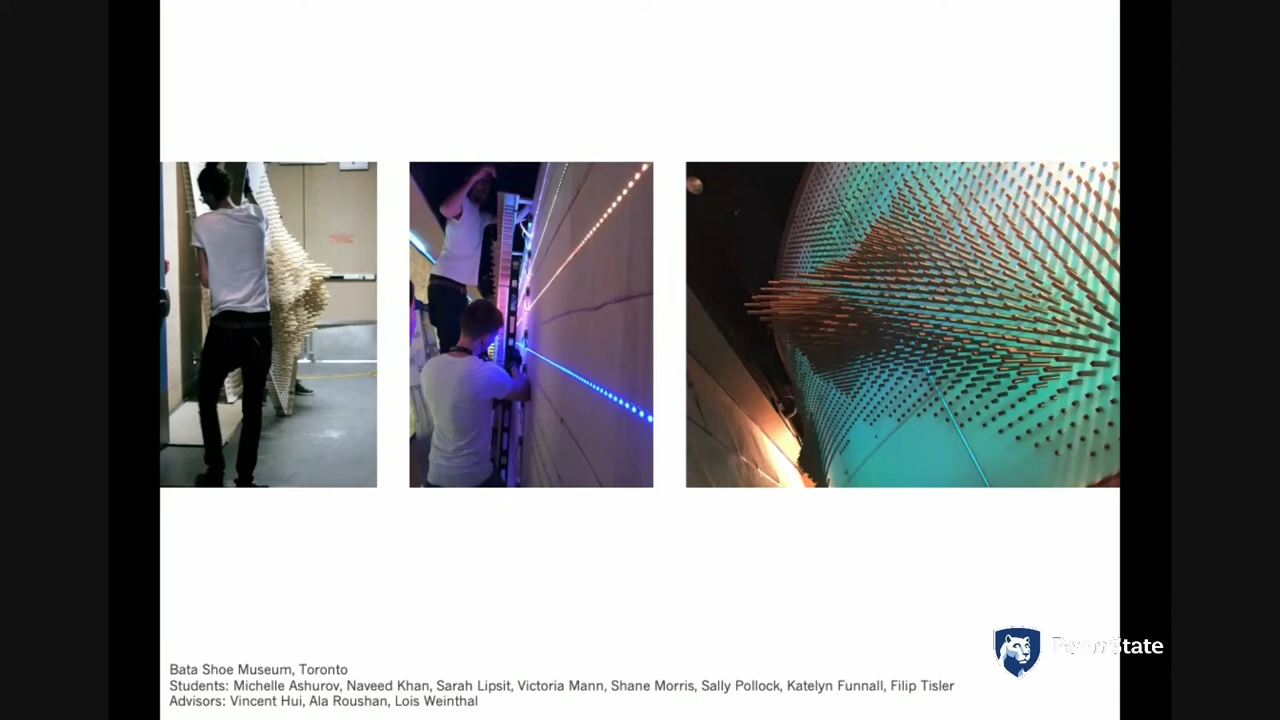 Bata Shoe Museum, Toronto
Students: Michelle Ashurov, Naveed Khan, Sarah Lipsit, Victoria Mann, Shane Morris, Sally Pollock, Katelyn Funnall, Filip Tisler
Advisors: Vincent Hui, Ala Roushan, Lois Weinthal
PennState